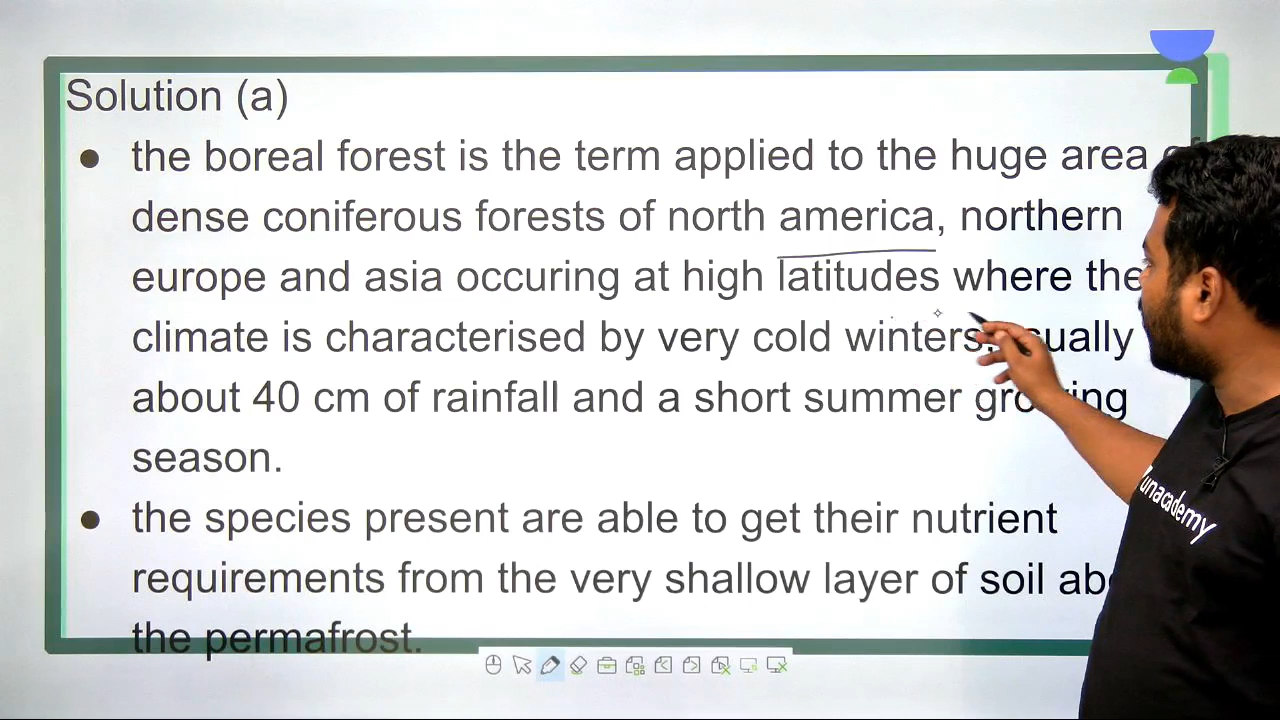 Solution (a)
● the boreal forest is the term applied to the huge area
dense coniferous forests of north america, northern
europe and asia occuring at high latitudes where the
climate is characterised by very cold winters, usually
about 40 cm of rainfall and a short summer growing
season.
● the species present are able to get their nutrient
requirements from the very shallow layer of soil
the permafrost.
unacademy